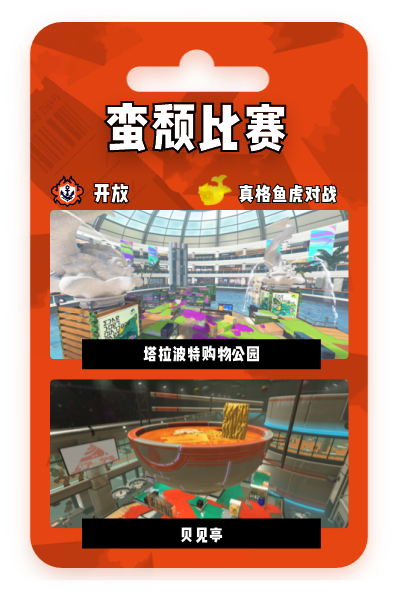 蛮颓比赛
开放
真格鱼虎对战
塔拉波特购物公园
贝见亭